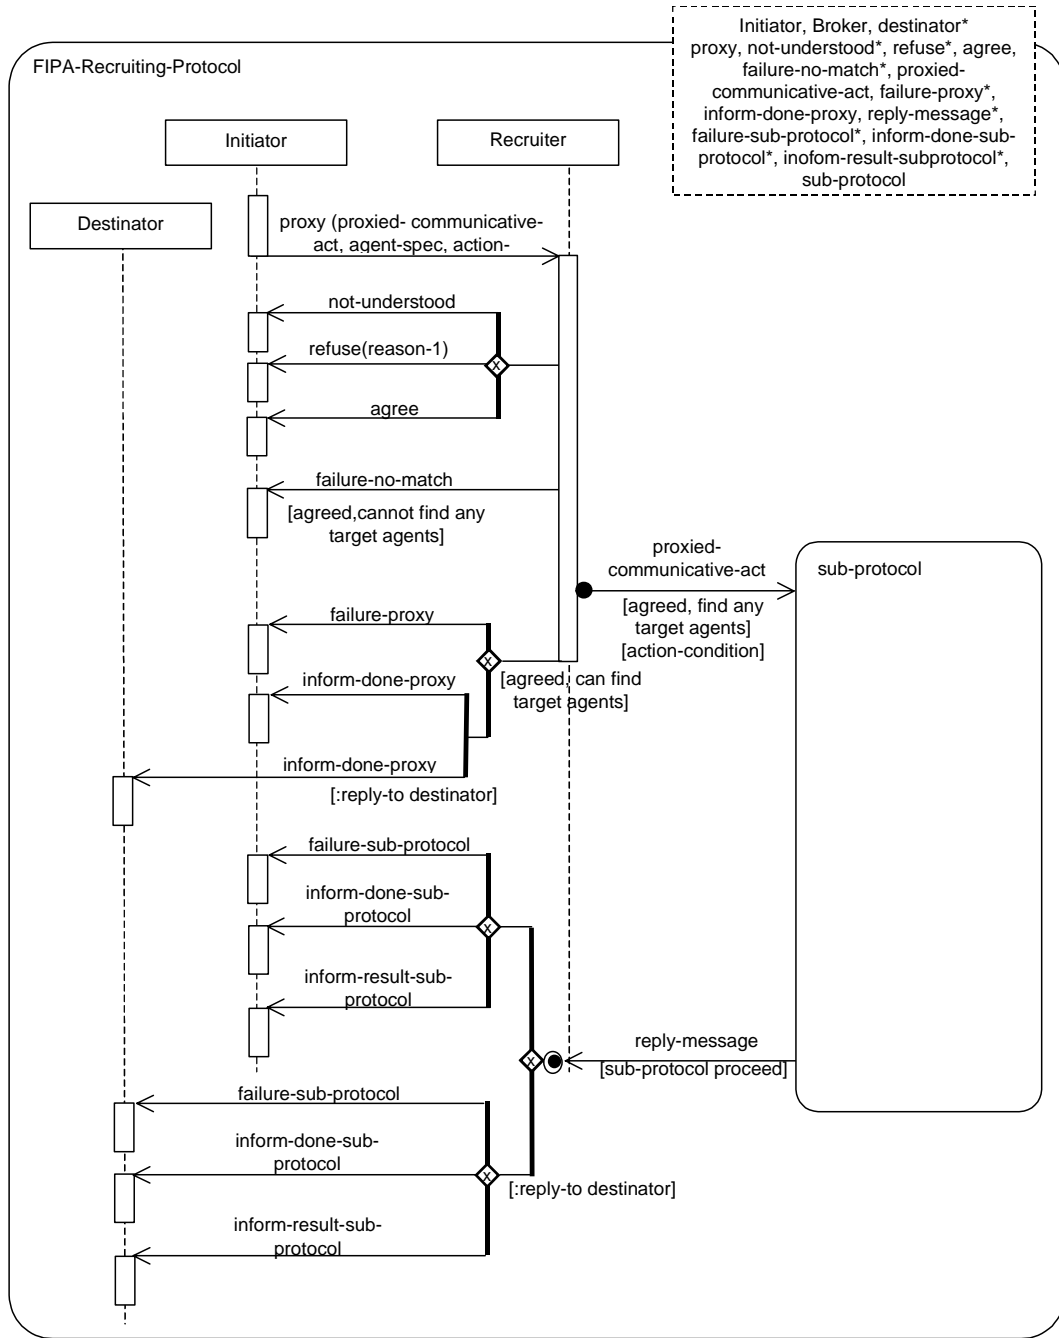 Initiator, Broker, destinator*
proxy, not-understood*, refuse*, agree,
failure-no-match*, proxied-
communicative-act, failure-proxy*,
inform-done-proxy, reply-message*,
failure-sub-protocol*, inform-done-sub-
protocol*, inofom-result-subprotocol*,
sub-protocol
FIPA-Recruiting-Protocol
Initiator
Recruiter
Destinator
proxy (proxied- communicative-
act, agent-spec, action-
not-understood
refuse(reason-1)
x
agree
failure-no-match
[agreed,cannot find any
target agents]
proxied-
communicative-act
sub-protocol
[agreed, find any
target agents]
[action-condition]
failure-proxy
x
[agreed, can find
target agents]
inform-done-proxy
inform-done-proxy
[:reply-to destinator]
failure-sub-protocol
inform-done-sub-
protocol
x
inform-result-sub-
protocol
reply-message
x
[sub-protocol proceed]
failure-sub-protocol
inform-done-sub-
protocol
x
[:reply-to destinator]
inform-result-sub-
protocol